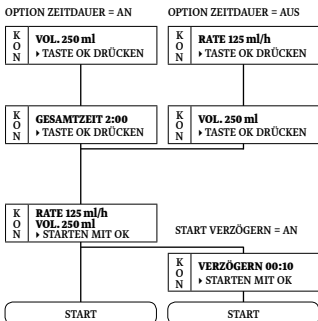 OPTION ZEITDAUER = AN
OPTION ZEITDAUER = AUS
K
O
N
VOL. 250 ml
▸ TASTE OK DRÜCKEN
K
O
N
RATE 125 ml/h
▸ TASTE OK DRÜCKEN
K
O
N
GESAMTZEIT 2:00
▸ TASTE OK DRÜCKEN
K
O
N
VOL. 250 ml
▸ TASTE OK DRÜCKEN
K
O
N
RATE 125 ml/h
VOL. 250 ml
▸ STARTEN MIT OK
START VERZÖGERN = AN
K
O
N
VERZÖGERN 00:10
▸ STARTEN MIT OK
START
START